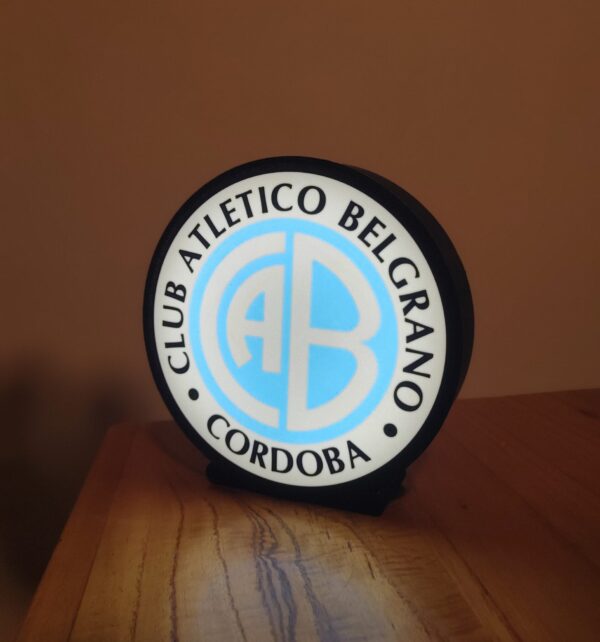 • CLUB ATLETICO BELGRANO •
CORDOBA
CAB